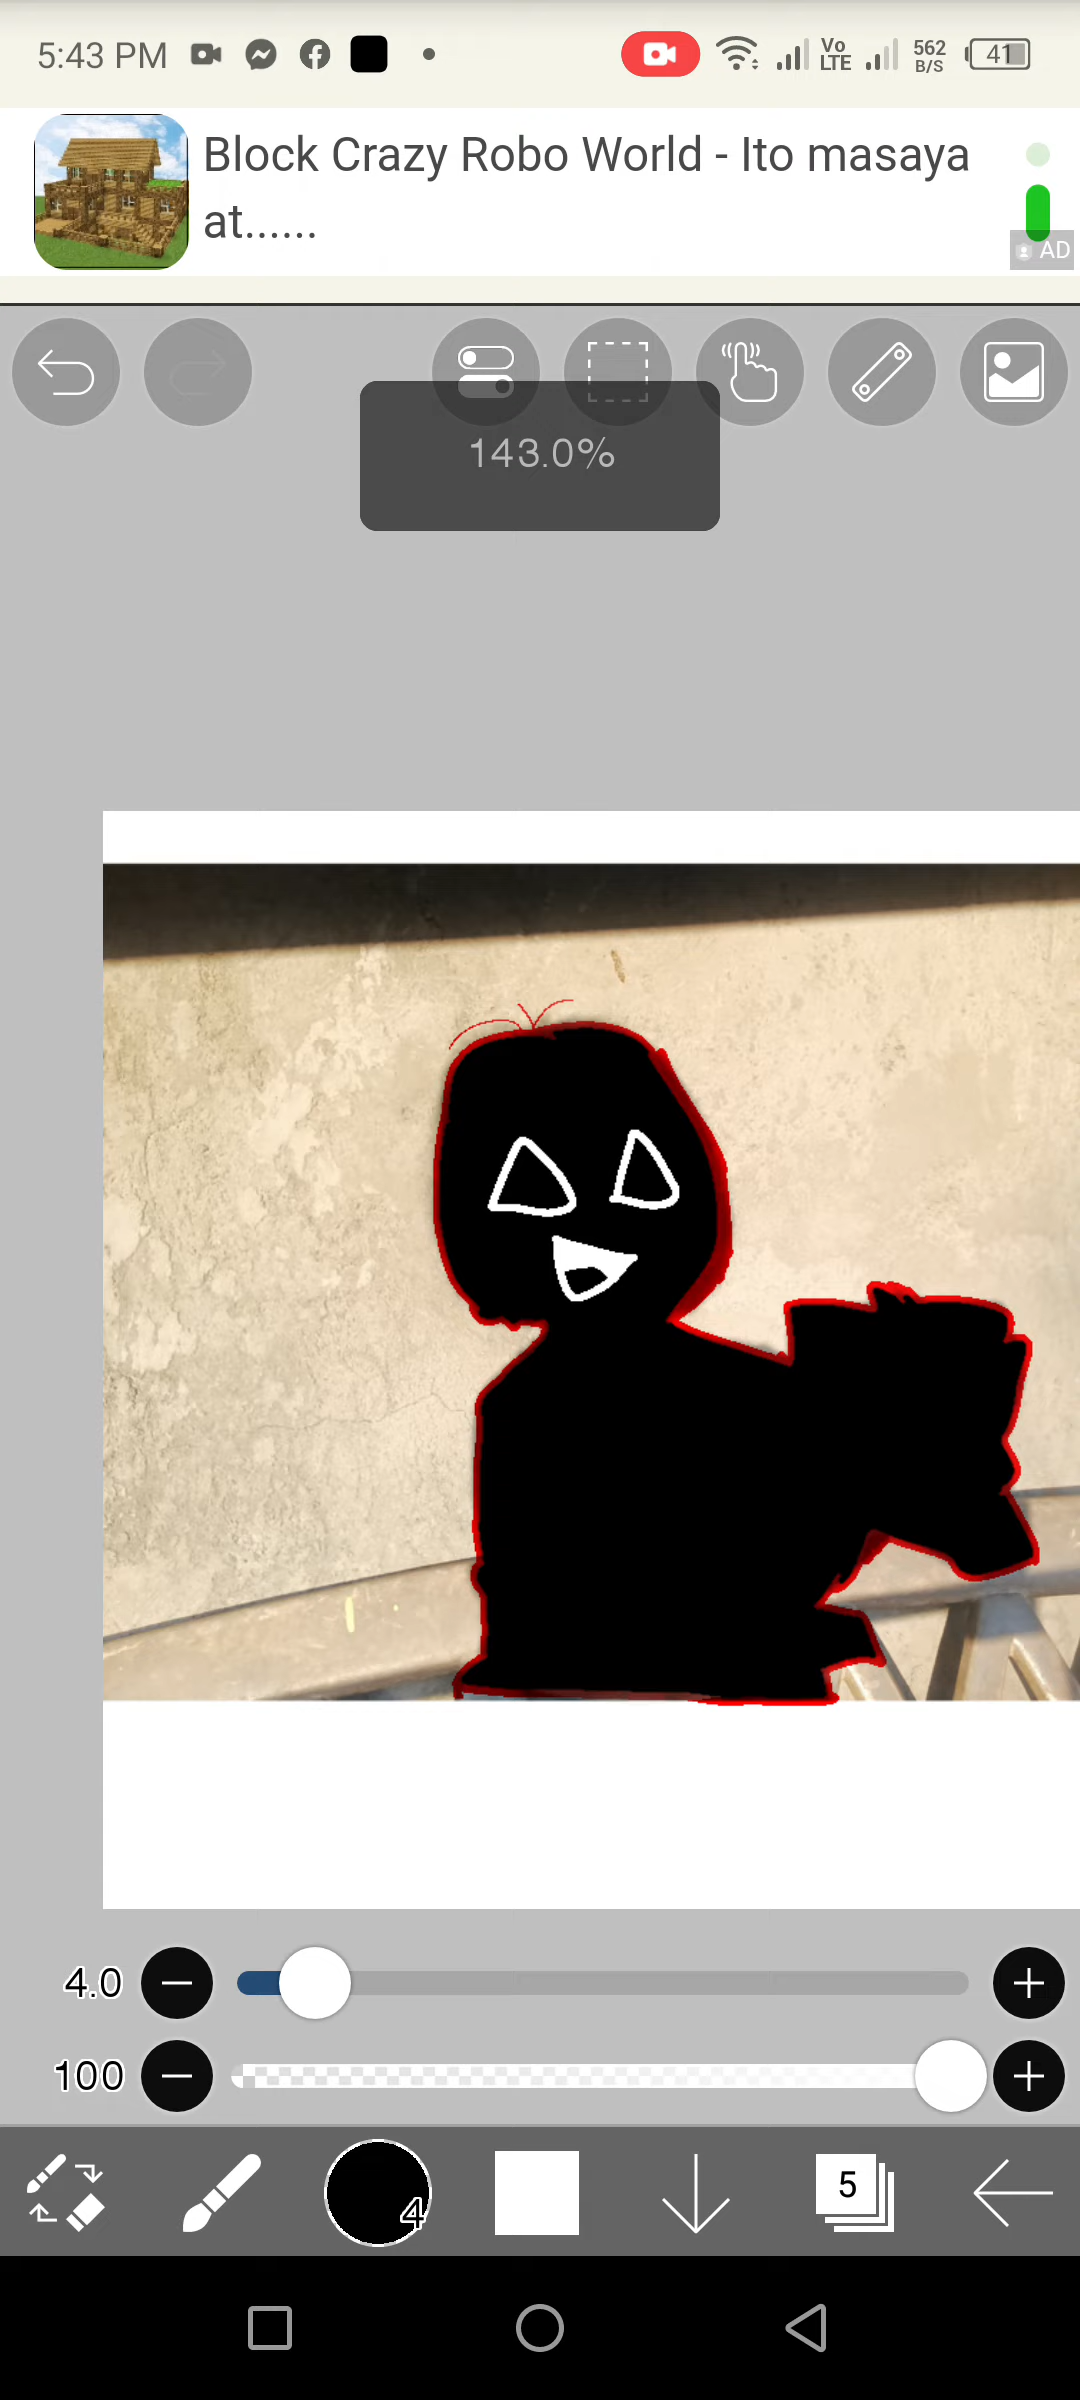 5:43 PM
Vo
LTE
562
B/S
41
Block Crazy Robo World - Ito masaya
at......
AD
143.0%
4.0
100
4
5